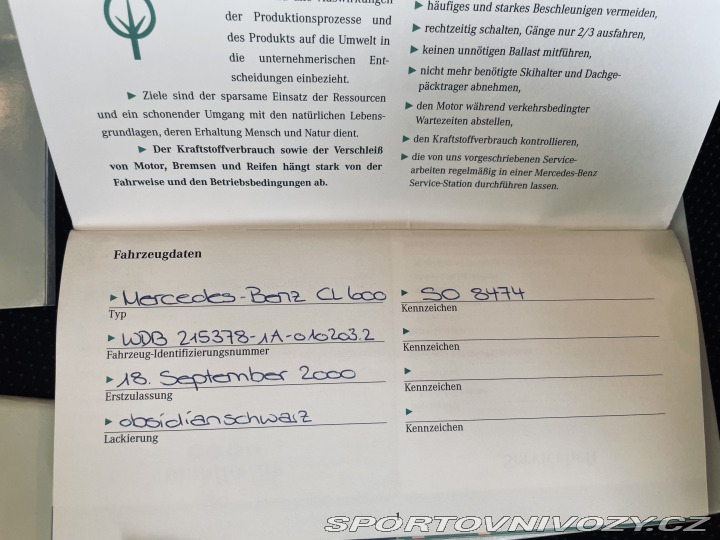 der Produktionsprozesse und
des Produkts auf die Umwelt in
die unternehmerischen Ent-
scheidungen einbezieht.
► Ziele sind der sparsame Einsatz der Ressourcen
und ein schonender Umgang mit den natürlichen Lebens-
grundlagen, deren Erhaltung Mensch und Natur dient.
► Der Kraftstoffverbrauch sowie der Verschleiß
von Motor, Bremsen und Reifen hängt stark von der
Fahrweise und den Betriebsbedingungen ab.
► häufiges und starkes Beschleunigen vermeiden,
► rechtzeitig schalten, Gänge nur 2/3 ausfahren,
► keinen unnötigen Ballast mitführen,
► nicht mehr benötigte Skihalter und Dachge-
päckträger abnehmen,
► den Motor während verkehrsbedingter
Wartezeiten abstellen,
► den Kraftstoffverbrauch kontrollieren,
► die von uns vorgeschriebenen Service-
arbeiten regelmäßig in einer Mercedes-Benz
Service-Station durchführen lassen.
Fahrzeugdaten
► Mercedes-Benz CL 600
Typ
► WDB 215378-1A-010203.2
Fahrzeug-Identifizierungsnummer
► 18. September 2000
Erstzulassung
► obsidianschwarz
Lackierung
► SO 8474
Kennzeichen
►
Kennzeichen
►
Kennzeichen
►
Kennzeichen
1
SPORTOVNIVOZY.CZ